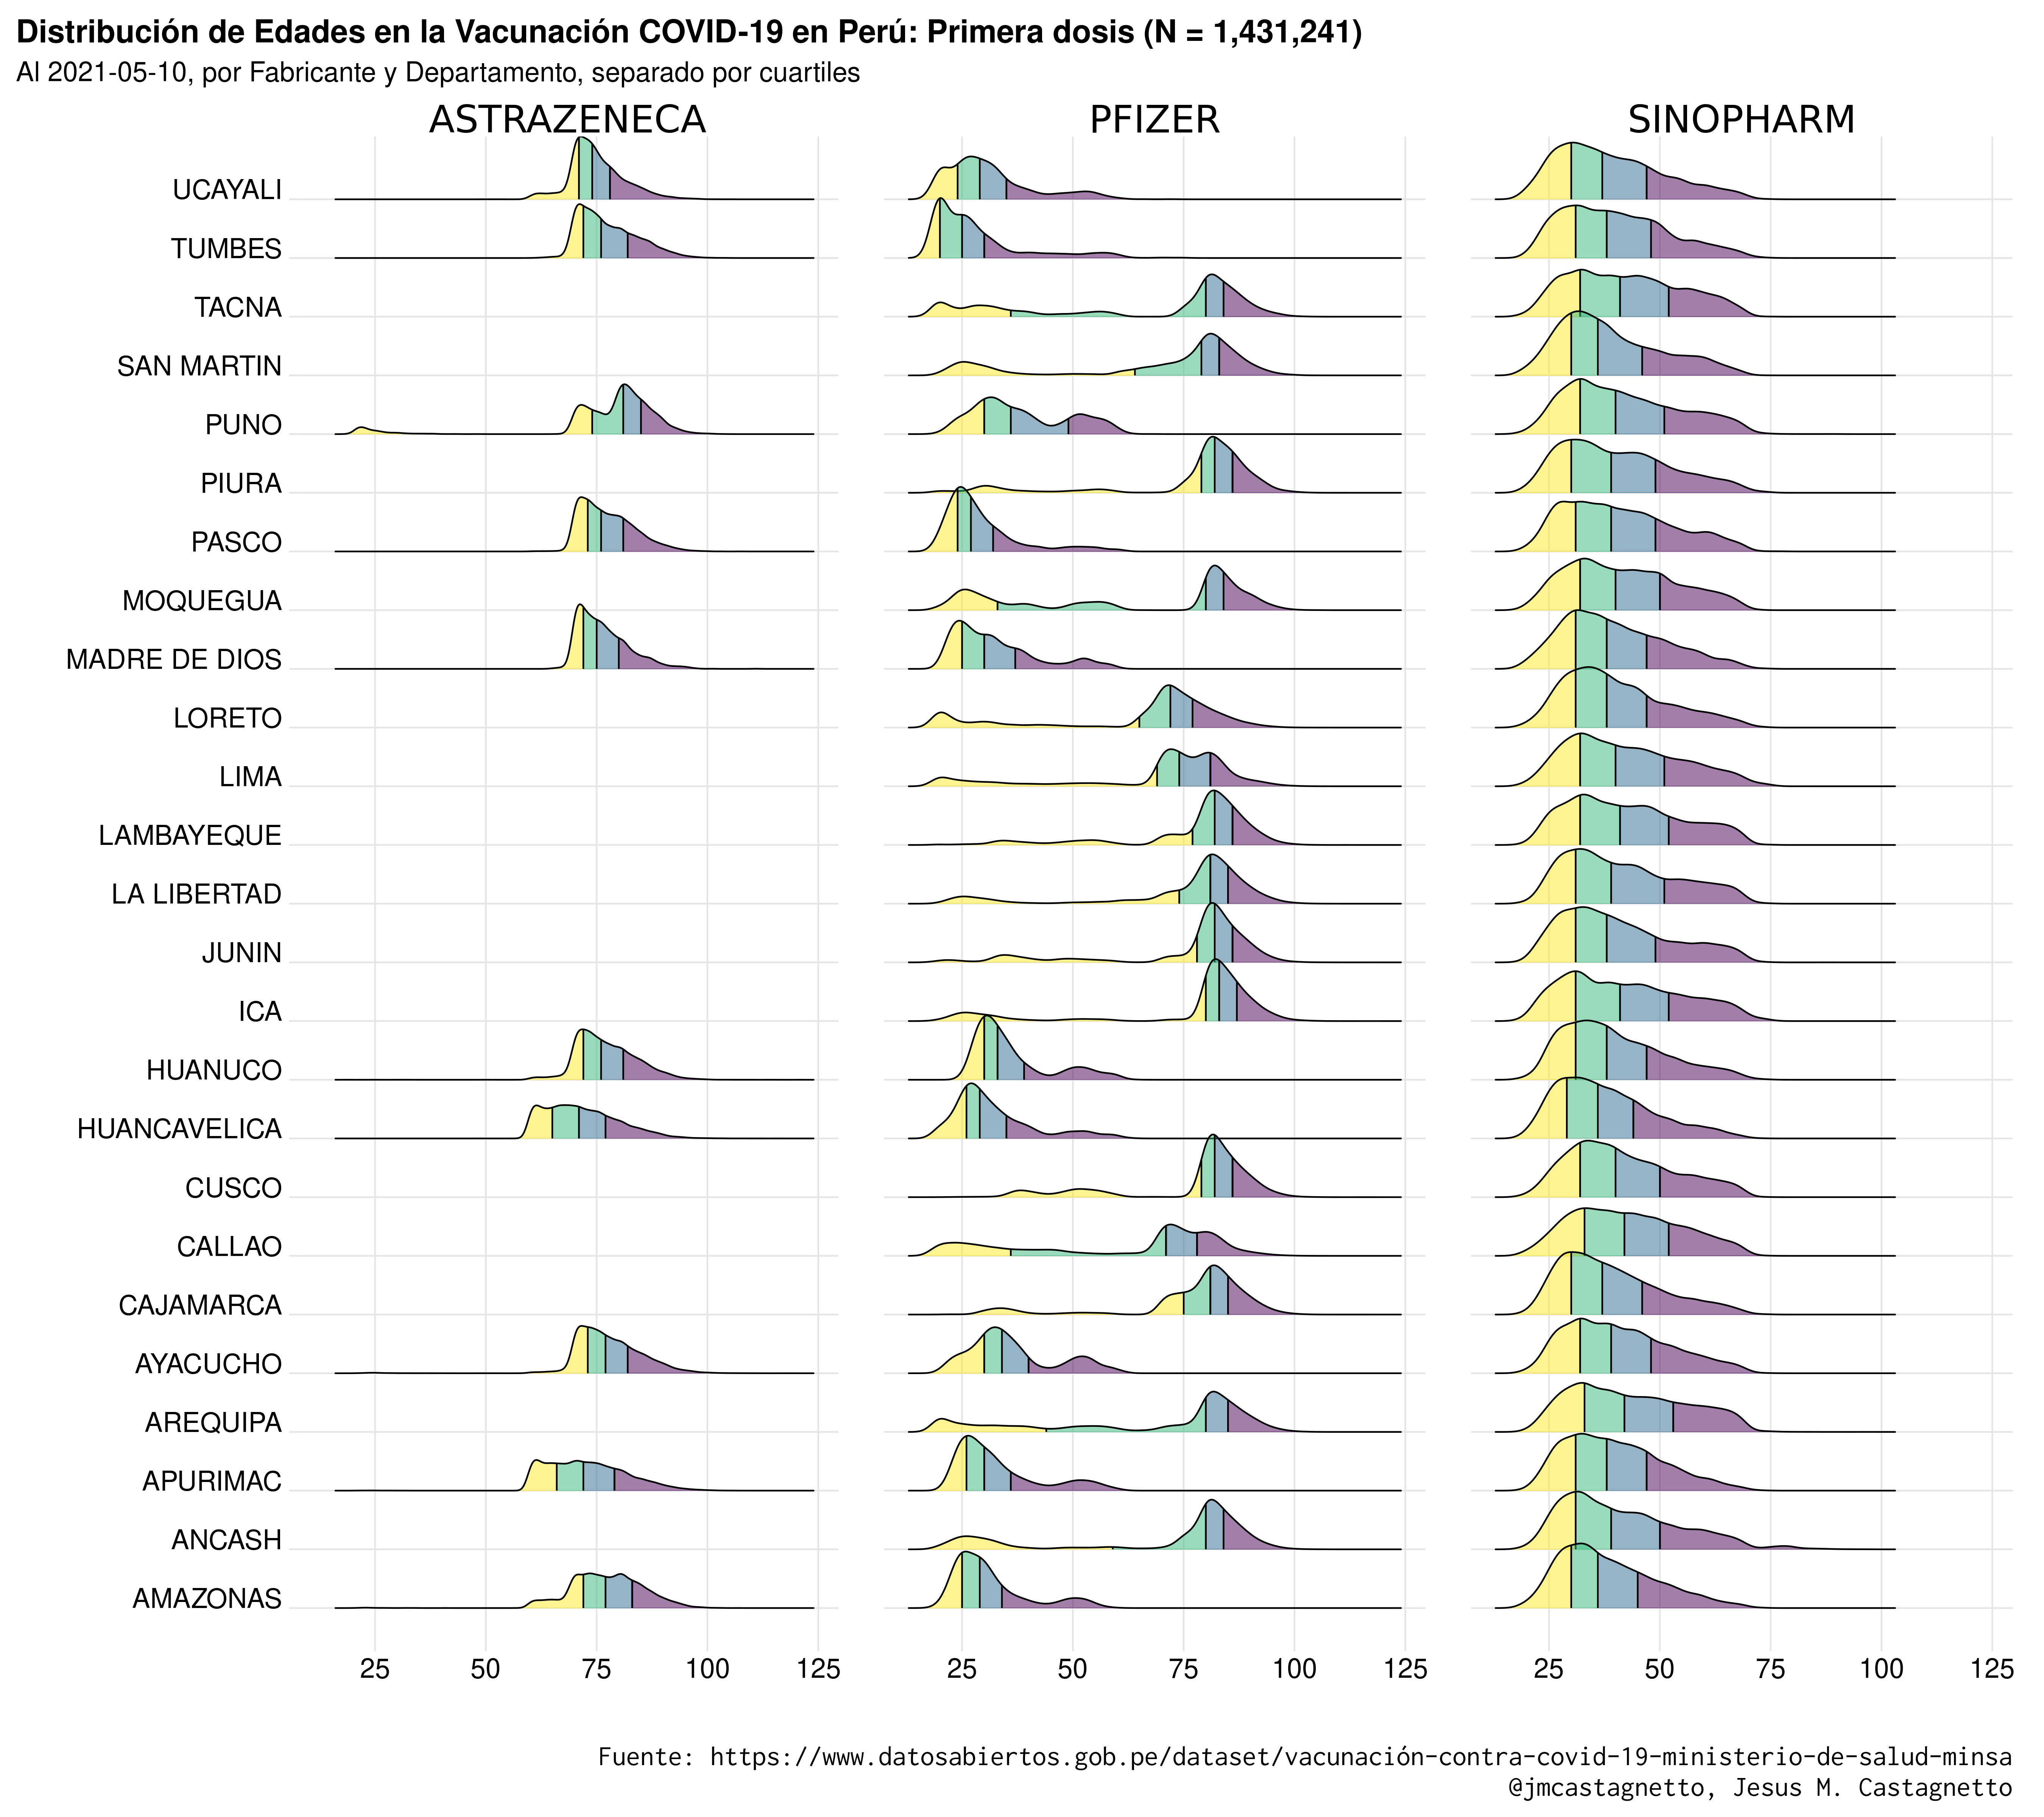 Distribución de Edades en la Vacunación COVID-19 en Perú: Primera dosis (N = 1,431,241)
Al 2021-05-10, por Fabricante y Departamento, separado por cuartiles
ASTRAZENECA PFIZER SINOPHARM
UCAYALI
TUMBES
TACNA
SAN MARTIN
PUNO
PIURA
PASCO
MOQUEGUA
MADRE DE DIOS
LORETO
LIMA
LAMBAYEQUE
LA LIBERTAD
JUNIN
ICA
HUANUCO
HUANCAVELICA
CUSCO
CALLAO
CAJAMARCA
AYACUCHO
AREQUIPA
APURIMAC
ANCASH
AMAZONAS
25 50 75 100 125 25 50 75 100 125 25 50 75 100 125
Fuente: https://www.datosabiertos.gob.pe/dataset/vacunación-contra-covid-19-ministerio-de-salud-minsa
@jmcastagnetto, Jesus M. Castagnetto